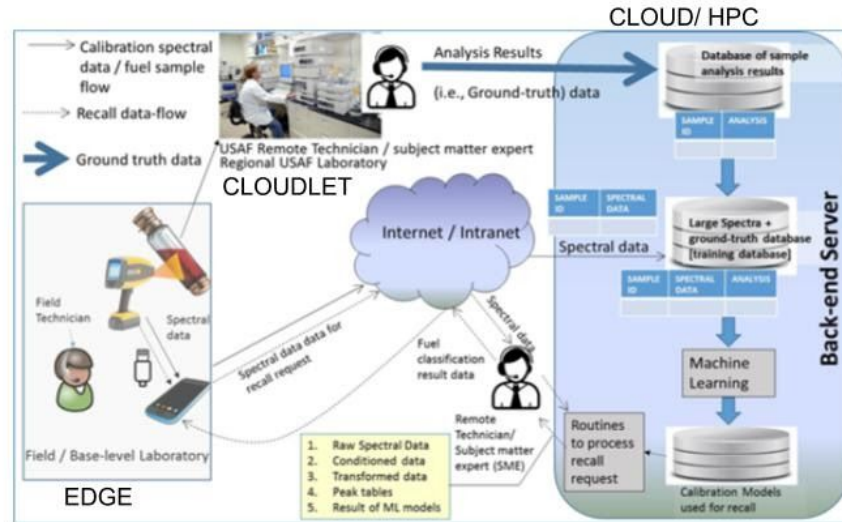 CLOUD/ HPC
Calibration spectral
data / fuel sample
flow
Recall data-flow
Ground truth data
USAF Remote Technician / subject matter expert
Regional USAF Laboratory
CLOUDLET
Analysis Results
(i.e., Ground-truth) data
Database of sample
analysis results
SAMPLE
ID
ANALYSIS
SAMPLE
ID
SPECTRAL
DATA
Spectral data
Large Spectra +
ground-truth database
[training database]
SAMPLE
ID
SPECTRAL
DATA
ANALYSIS
Back-end Server
Internet / Intranet
Field
Technician
Spectral
data
Field / Base-level Laboratory
EDGE
Spectral data data for
recall request
Fuel
classification
result data
Spectral data
Remote
Technician/
Subject matter
expert (SME)
1. Raw Spectral Data
2. Conditioned data
3. Transformed data
4. Peak tables
5. Result of ML models
Machine
Learning
Routines
to process
recall
request
Calibration Models
used for recall